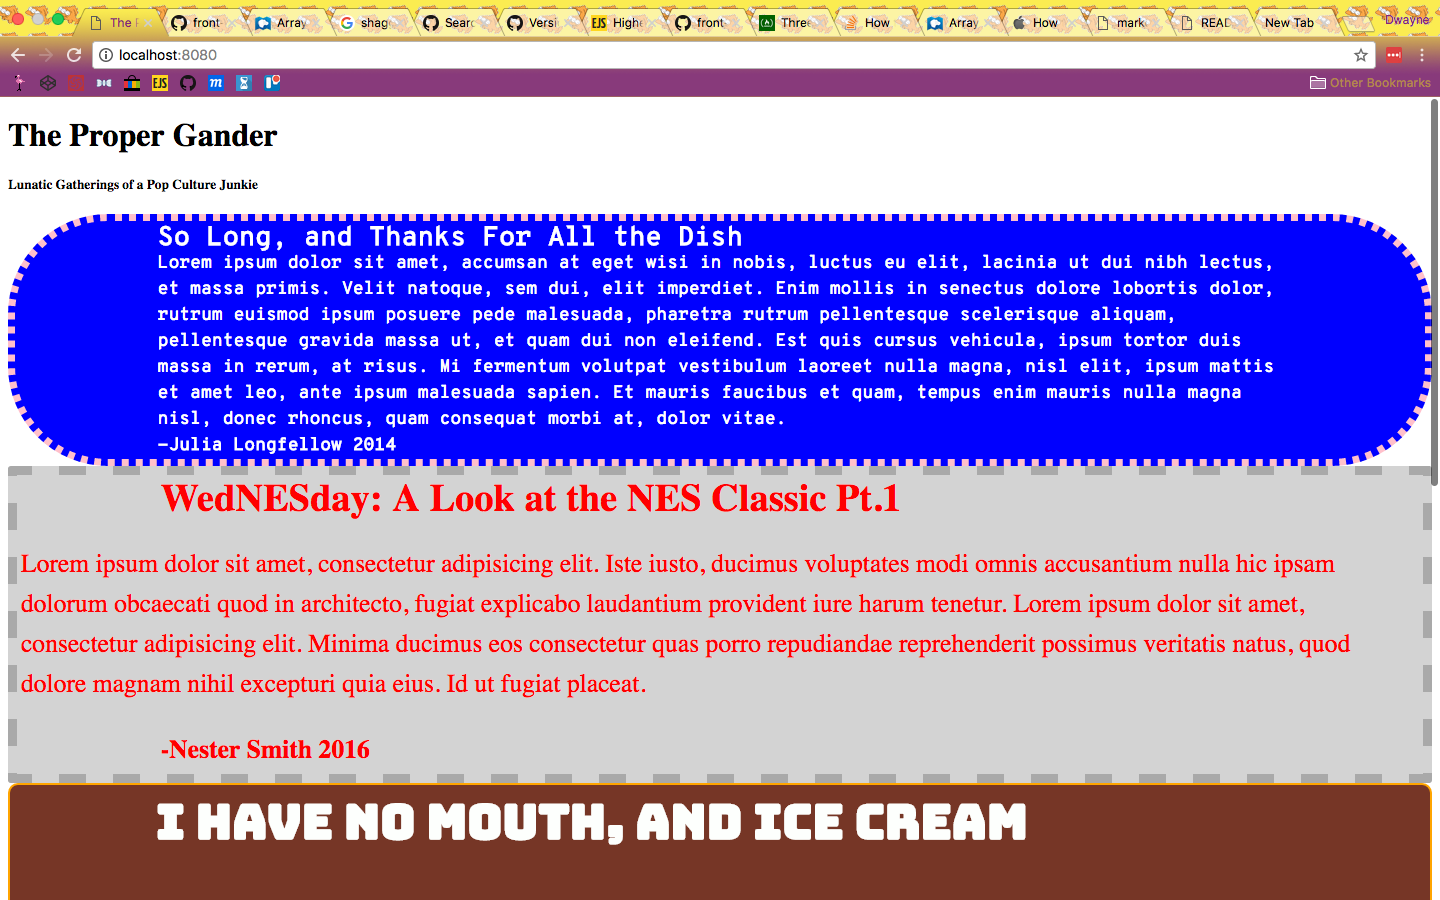 The P
front-
Array
shag
Searc
Versi
EJS Highe
front
Three
How
Array.
How
mark
READ
New Tab
Dwayne
localhost:8080
EJS
m
Other Bookmarks
The Proper Gander
Lunatic Gatherings of a Pop Culture Junkie
So Long, and Thanks For All the Dish
Lorem ipsum dolor sit amet, accumsan at eget wisi in nobis, luctus eu elit, lacinia ut dui nibh lectus,
et massa primis. Velit natoque, sem dui, elit imperdiet. Enim mollis in senectus dolore lobortis dolor,
rutrum euismod ipsum posuere pede malesuada, pharetra rutrum pellentesque scelerisque aliquam,
pellentesque gravida massa ut, et quam dui non eleifend. Est quis cursus vehicula, ipsum tortor duis
massa in rerum, at risus. Mi fermentum volutpat vestibulum laoreet nulla magna, nisl elit, ipsum mattis
et amet leo, ante ipsum malesuada sapien. Et mauris faucibus et quam, tempus enim mauris nulla magna
nisl, donec rhoncus, quam consequat morbi at, dolor vitae.
-Julia Longfellow 2014
WedNESday: A Look at the NES Classic Pt.1
Lorem ipsum dolor sit amet, consectetur adipisicing elit. Iste iusto, ducimus voluptates modi omnis accusantium nulla hic ipsam
dolorum obcaecati quod in architecto, fugiat explicabo laudantium provident iure harum tenetur. Lorem ipsum dolor sit amet,
consectetur adipisicing elit. Minima ducimus eos consectetur quas porro repudiandae reprehenderit possimus veritatis natus, quod
dolore magnam nihil excepturi quia eius. Id ut fugiat placeat.
-Nester Smith 2016
I HAVE NO MOUTH, AND ICE CREAM